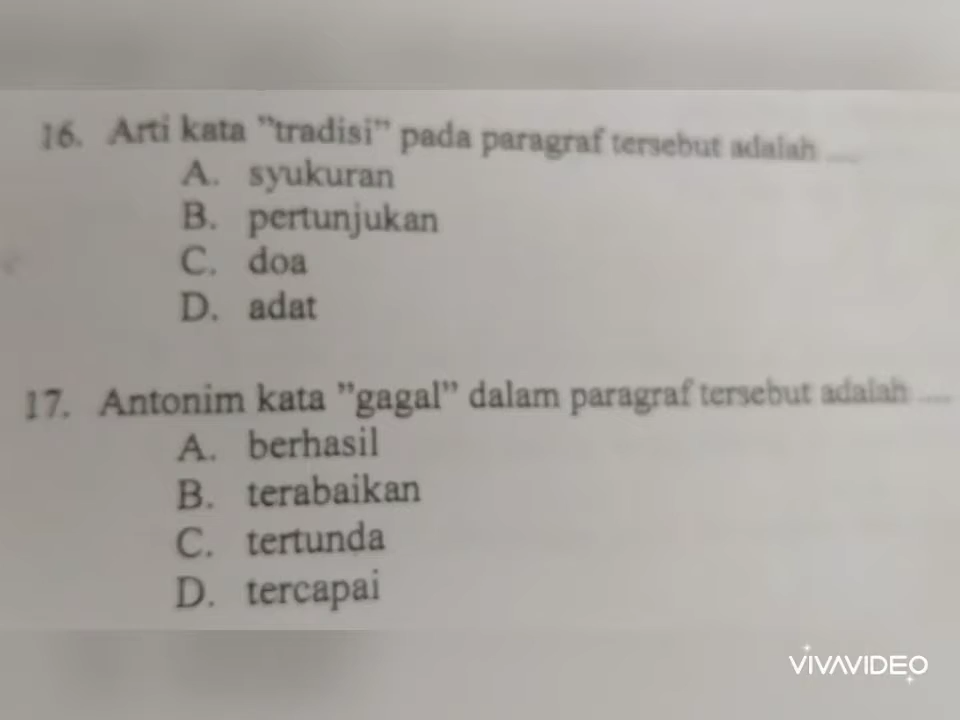 16. Arti kata ”tradisi” pada paragraf tersebut adalah ....
A. syukuran
B. pertunjukan
C. doa
D. adat
17. Antonim kata ”gagal” dalam paragraf tersebut adalah ....
A. berhasil
B. terabaikan
C. tertunda
D. tercapai
VIVAVIDEO